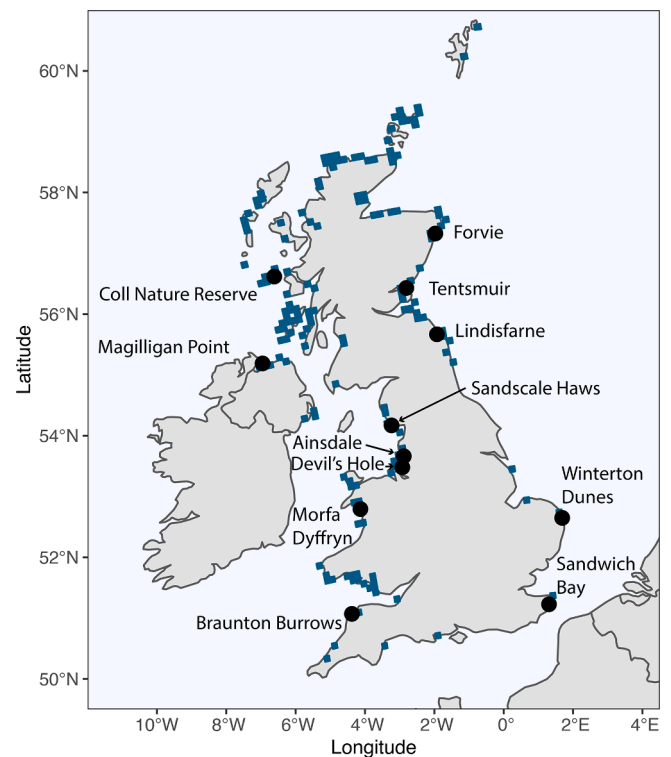 60°N
58°N
Forvie
Tentsmuir
Coll Nature Reserve
56°N
Lindisfarne
Magilligan Point
Latitude
Sandscale Haws
54°N
Ainsdale
Devil's Hole
Winterton
Dunes
Morfa
Dyffryn
52°N
Sandwich
Bay
Braunton Burrows
50°N
10°W 8°W 6°W 4°W 2°W 0° 2°E 4°E
Longitude